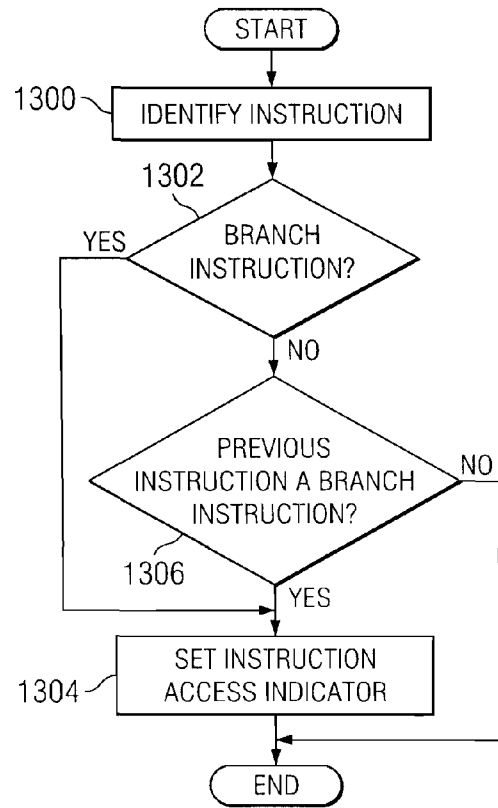 START
1300
IDENTIFY INSTRUCTION
1302
YES
BRANCH
INSTRUCTION?
NO
PREVIOUS
INSTRUCTION A BRANCH
INSTRUCTION?
NO
1306
YES
1304
SET INSTRUCTION
ACCESS INDICATOR
END